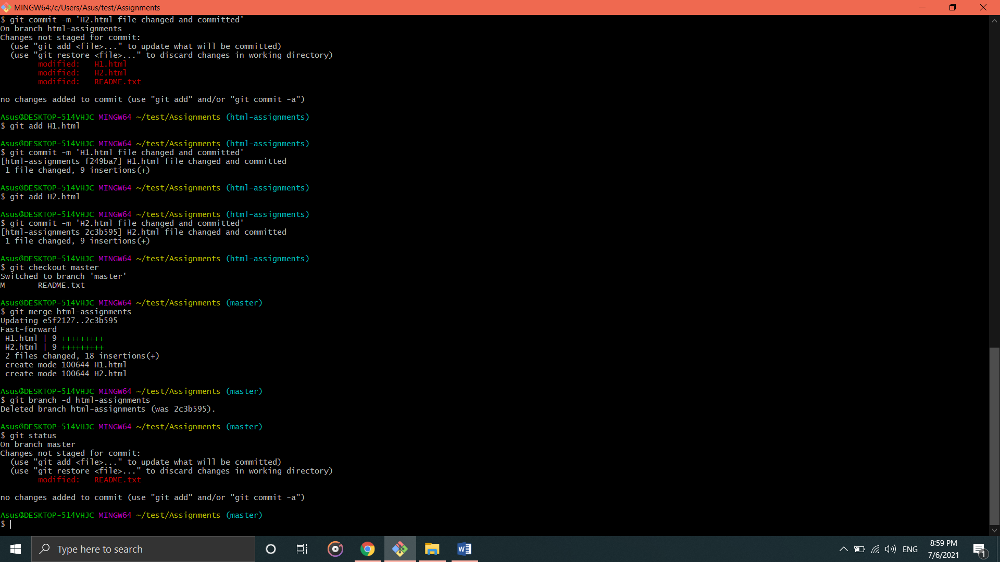 MINGW64:/c/Users/Asus/test/Assignments
$ git commit -m 'H2.html file changed and committed'
On branch html-assignments
Changes not staged for commit:
  (use "git add <file>..." to update what will be committed)
  (use "git restore <file>..." to discard changes in working directory)
        modified:   H1.html
        modified:   H2.html
        modified:   README.txt

no changes added to commit (use "git add" and/or "git commit -a")

Asus@DESKTOP-514VHJC MINGW64 ~/test/Assignments (html-assignments)
$ git add H1.html

Asus@DESKTOP-514VHJC MINGW64 ~/test/Assignments (html-assignments)
$ git commit -m 'H1.html file changed and committed'
[html-assignments f249ba7] H1.html file changed and committed
 1 file changed, 9 insertions(+)

Asus@DESKTOP-514VHJC MINGW64 ~/test/Assignments (html-assignments)
$ git add H2.html

Asus@DESKTOP-514VHJC MINGW64 ~/test/Assignments (html-assignments)
$ git commit -m 'H2.html file changed and committed'
[html-assignments 2c3b595] H2.html file changed and committed
 1 file changed, 9 insertions(+)

Asus@DESKTOP-514VHJC MINGW64 ~/test/Assignments (html-assignments)
$ git checkout master
Switched to branch 'master'
M       README.txt

Asus@DESKTOP-514VHJC MINGW64 ~/test/Assignments (master)
$ git merge html-assignments
Updating e5f2127..2c3b595
Fast-forward
 H1.html | 9 +++++++++
 H2.html | 9 +++++++++
 2 files changed, 18 insertions(+)
 create mode 100644 H1.html
 create mode 100644 H2.html

Asus@DESKTOP-514VHJC MINGW64 ~/test/Assignments (master)
$ git branch -d html-assignments
Deleted branch html-assignments (was 2c3b595).

Asus@DESKTOP-514VHJC MINGW64 ~/test/Assignments (master)
$ git status
On branch master
Changes not staged for commit:
  (use "git add <file>..." to update what will be committed)
  (use "git restore <file>..." to discard changes in working directory)
        modified:   README.txt

no changes added to commit (use "git add" and/or "git commit -a")

Asus@DESKTOP-514VHJC MINGW64 ~/test/Assignments (master)
$
Type here to search
W
ENG
8:59 PM
7/6/2021
1